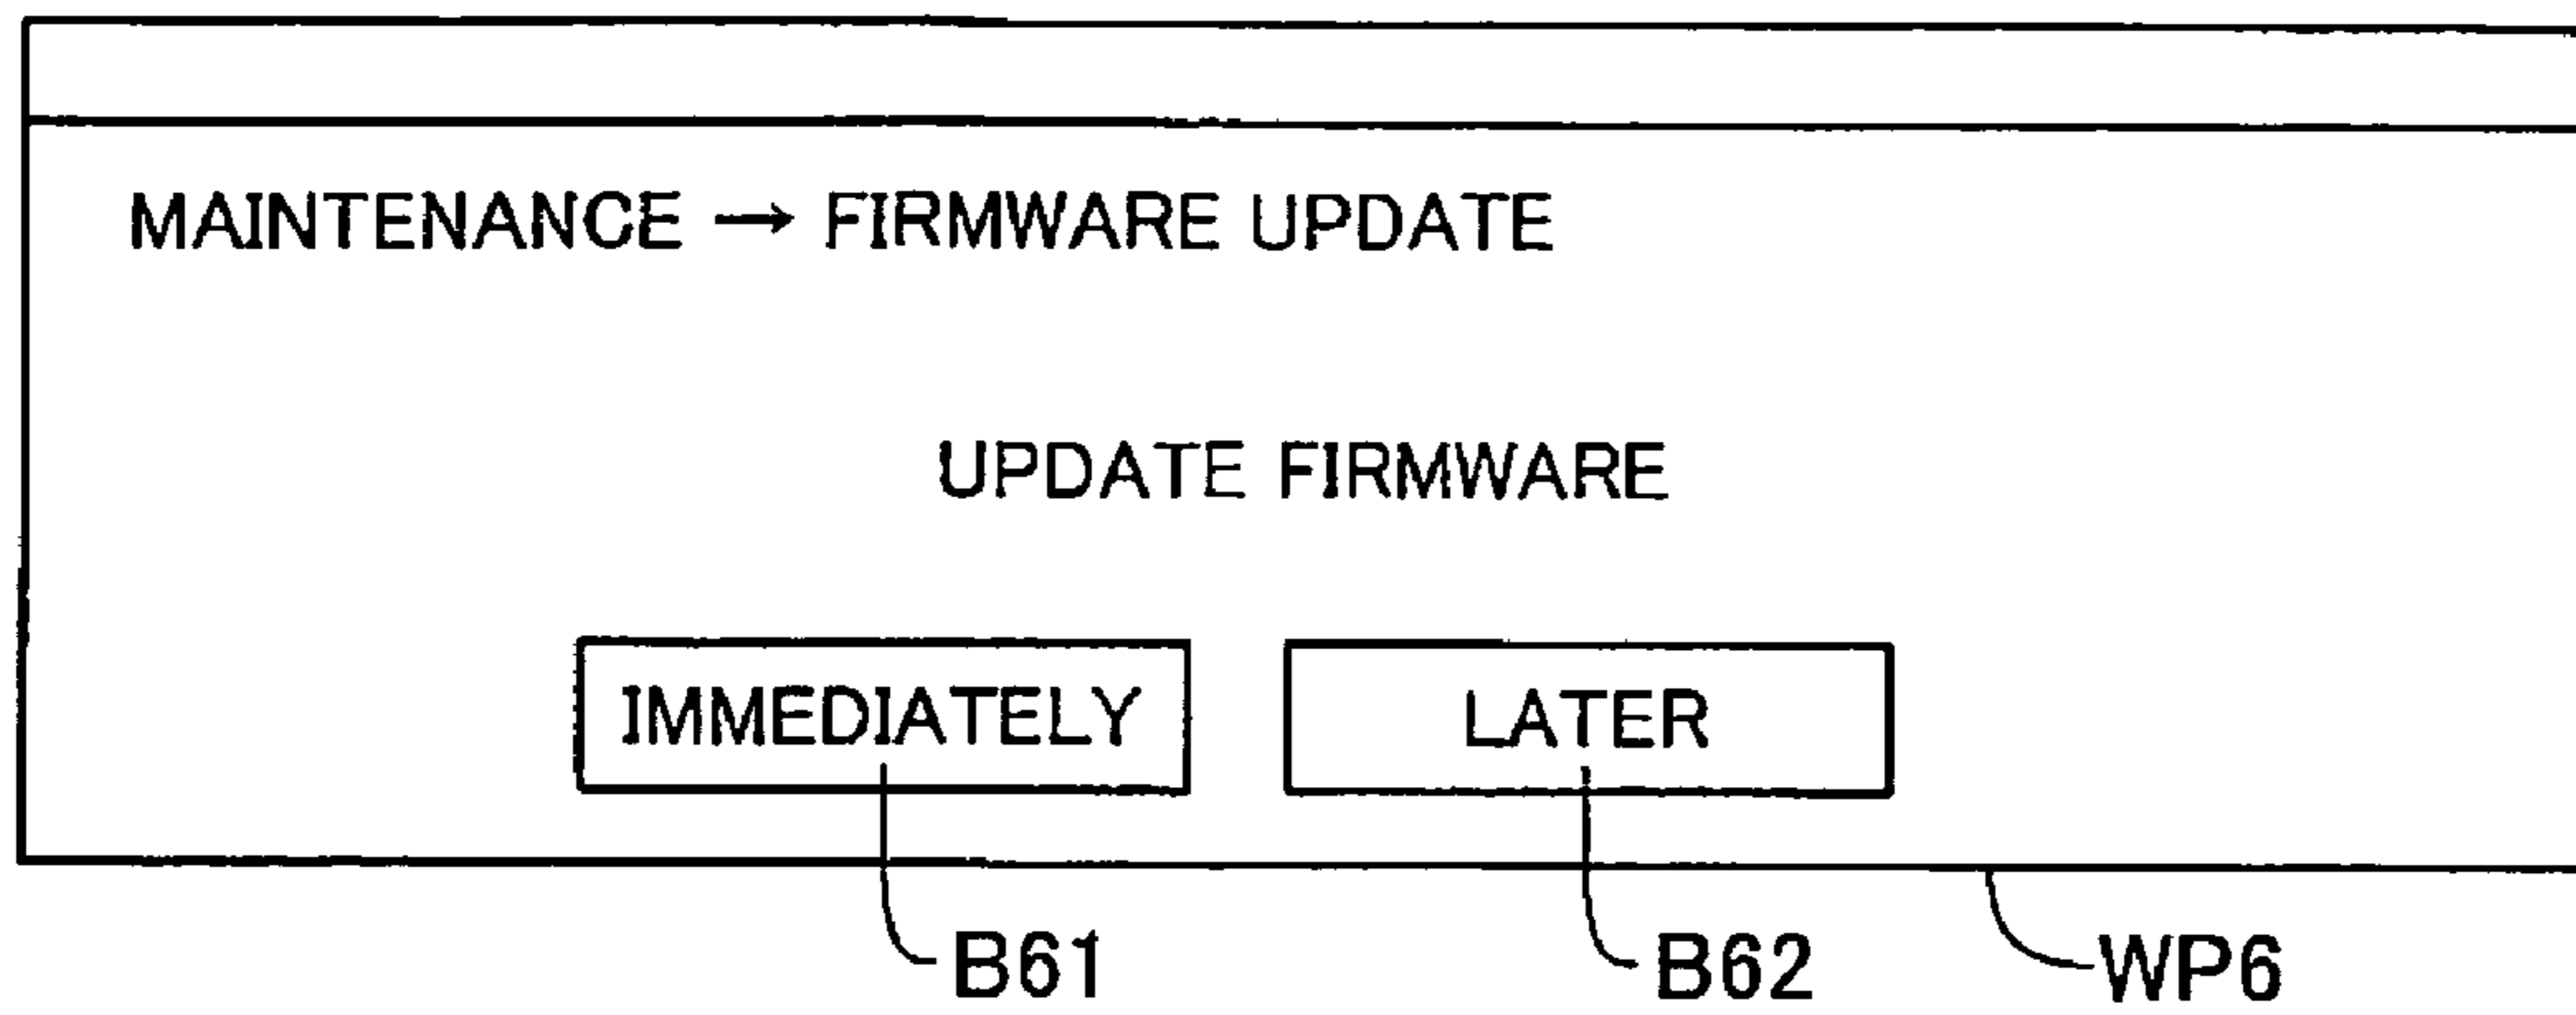 MAINTENANCE → FIRMWARE UPDATE
UPDATE FIRMWARE
IMMEDIATELY LATER
B61 B62 WP6